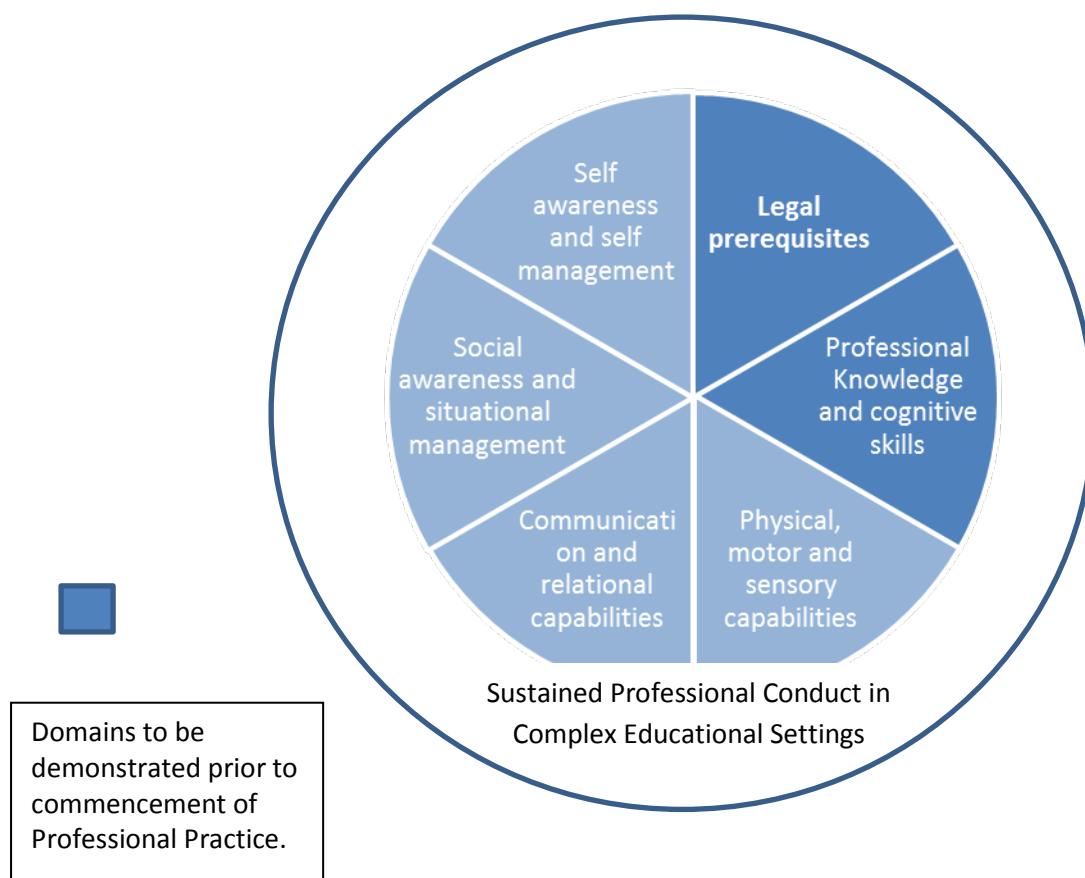 Self
awareness
and self
management
Legal
prerequisites
Professional
Knowledge
and cognitive
skills
Social
awareness and
situational
management
Communicati
on and
relational
capabilities
Physical,
motor and
sensory
capabilities
Sustained Professional Conduct in
Complex Educational Settings
Domains to be
demonstrated prior to
commencement of
Professional Practice.